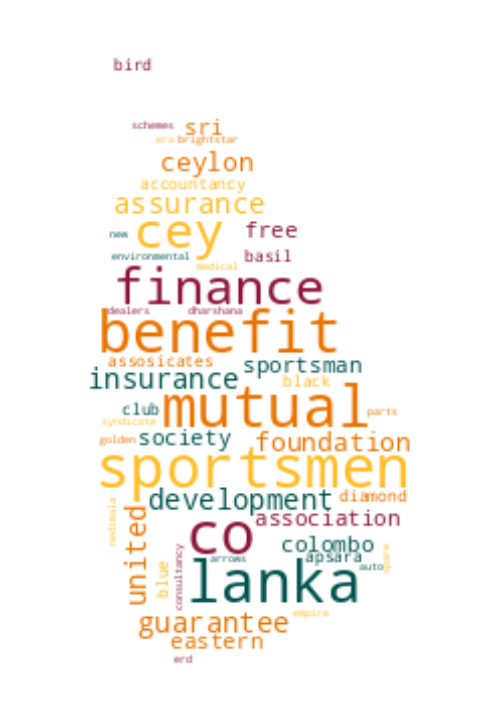 bird
schemes sri
era brightstar
ceylon
accountancy
assurance
new cey free
environmental basil
medical
finance
dealers dharshana
benefit
assosicates sportsman
insurance black
club mutual parts
syndicate
golden society foundation
sportsmen
nedimala development diamond
united association
co colombo
consultancy arrows apsara spare
blue lanka auto
empire
guarantee
eastern
erd